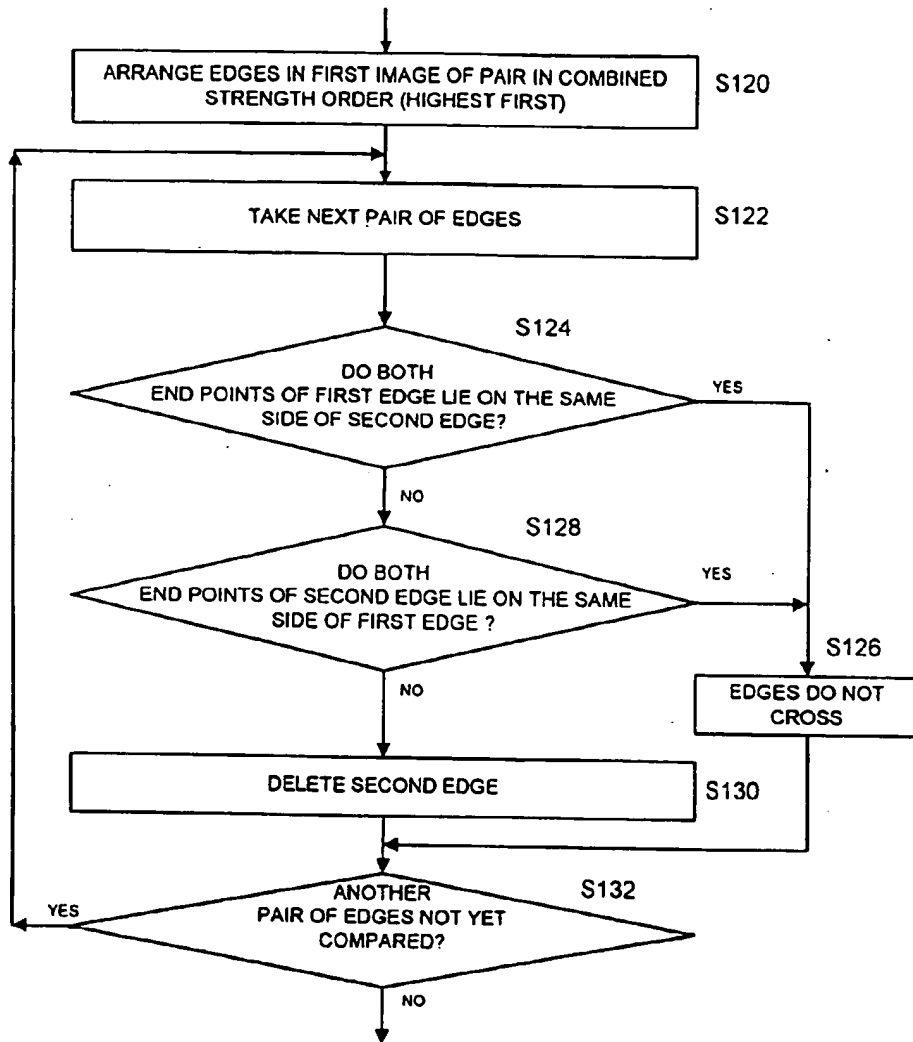 ARRANGE EDGES IN FIRST IMAGE OF PAIR IN COMBINED
STRENGTH ORDER (HIGHEST FIRST)
S120
TAKE NEXT PAIR OF EDGES
S122
S124
DO BOTH
END POINTS OF FIRST EDGE LIE ON THE SAME
SIDE OF SECOND EDGE?
YES
NO
S128
DO BOTH
END POINTS OF SECOND EDGE LIE ON THE SAME
SIDE OF FIRST EDGE ?
YES
NO
S126
EDGES DO NOT
CROSS
DELETE SECOND EDGE
S130
S132
ANOTHER
PAIR OF EDGES NOT YET
COMPARED?
YES
NO